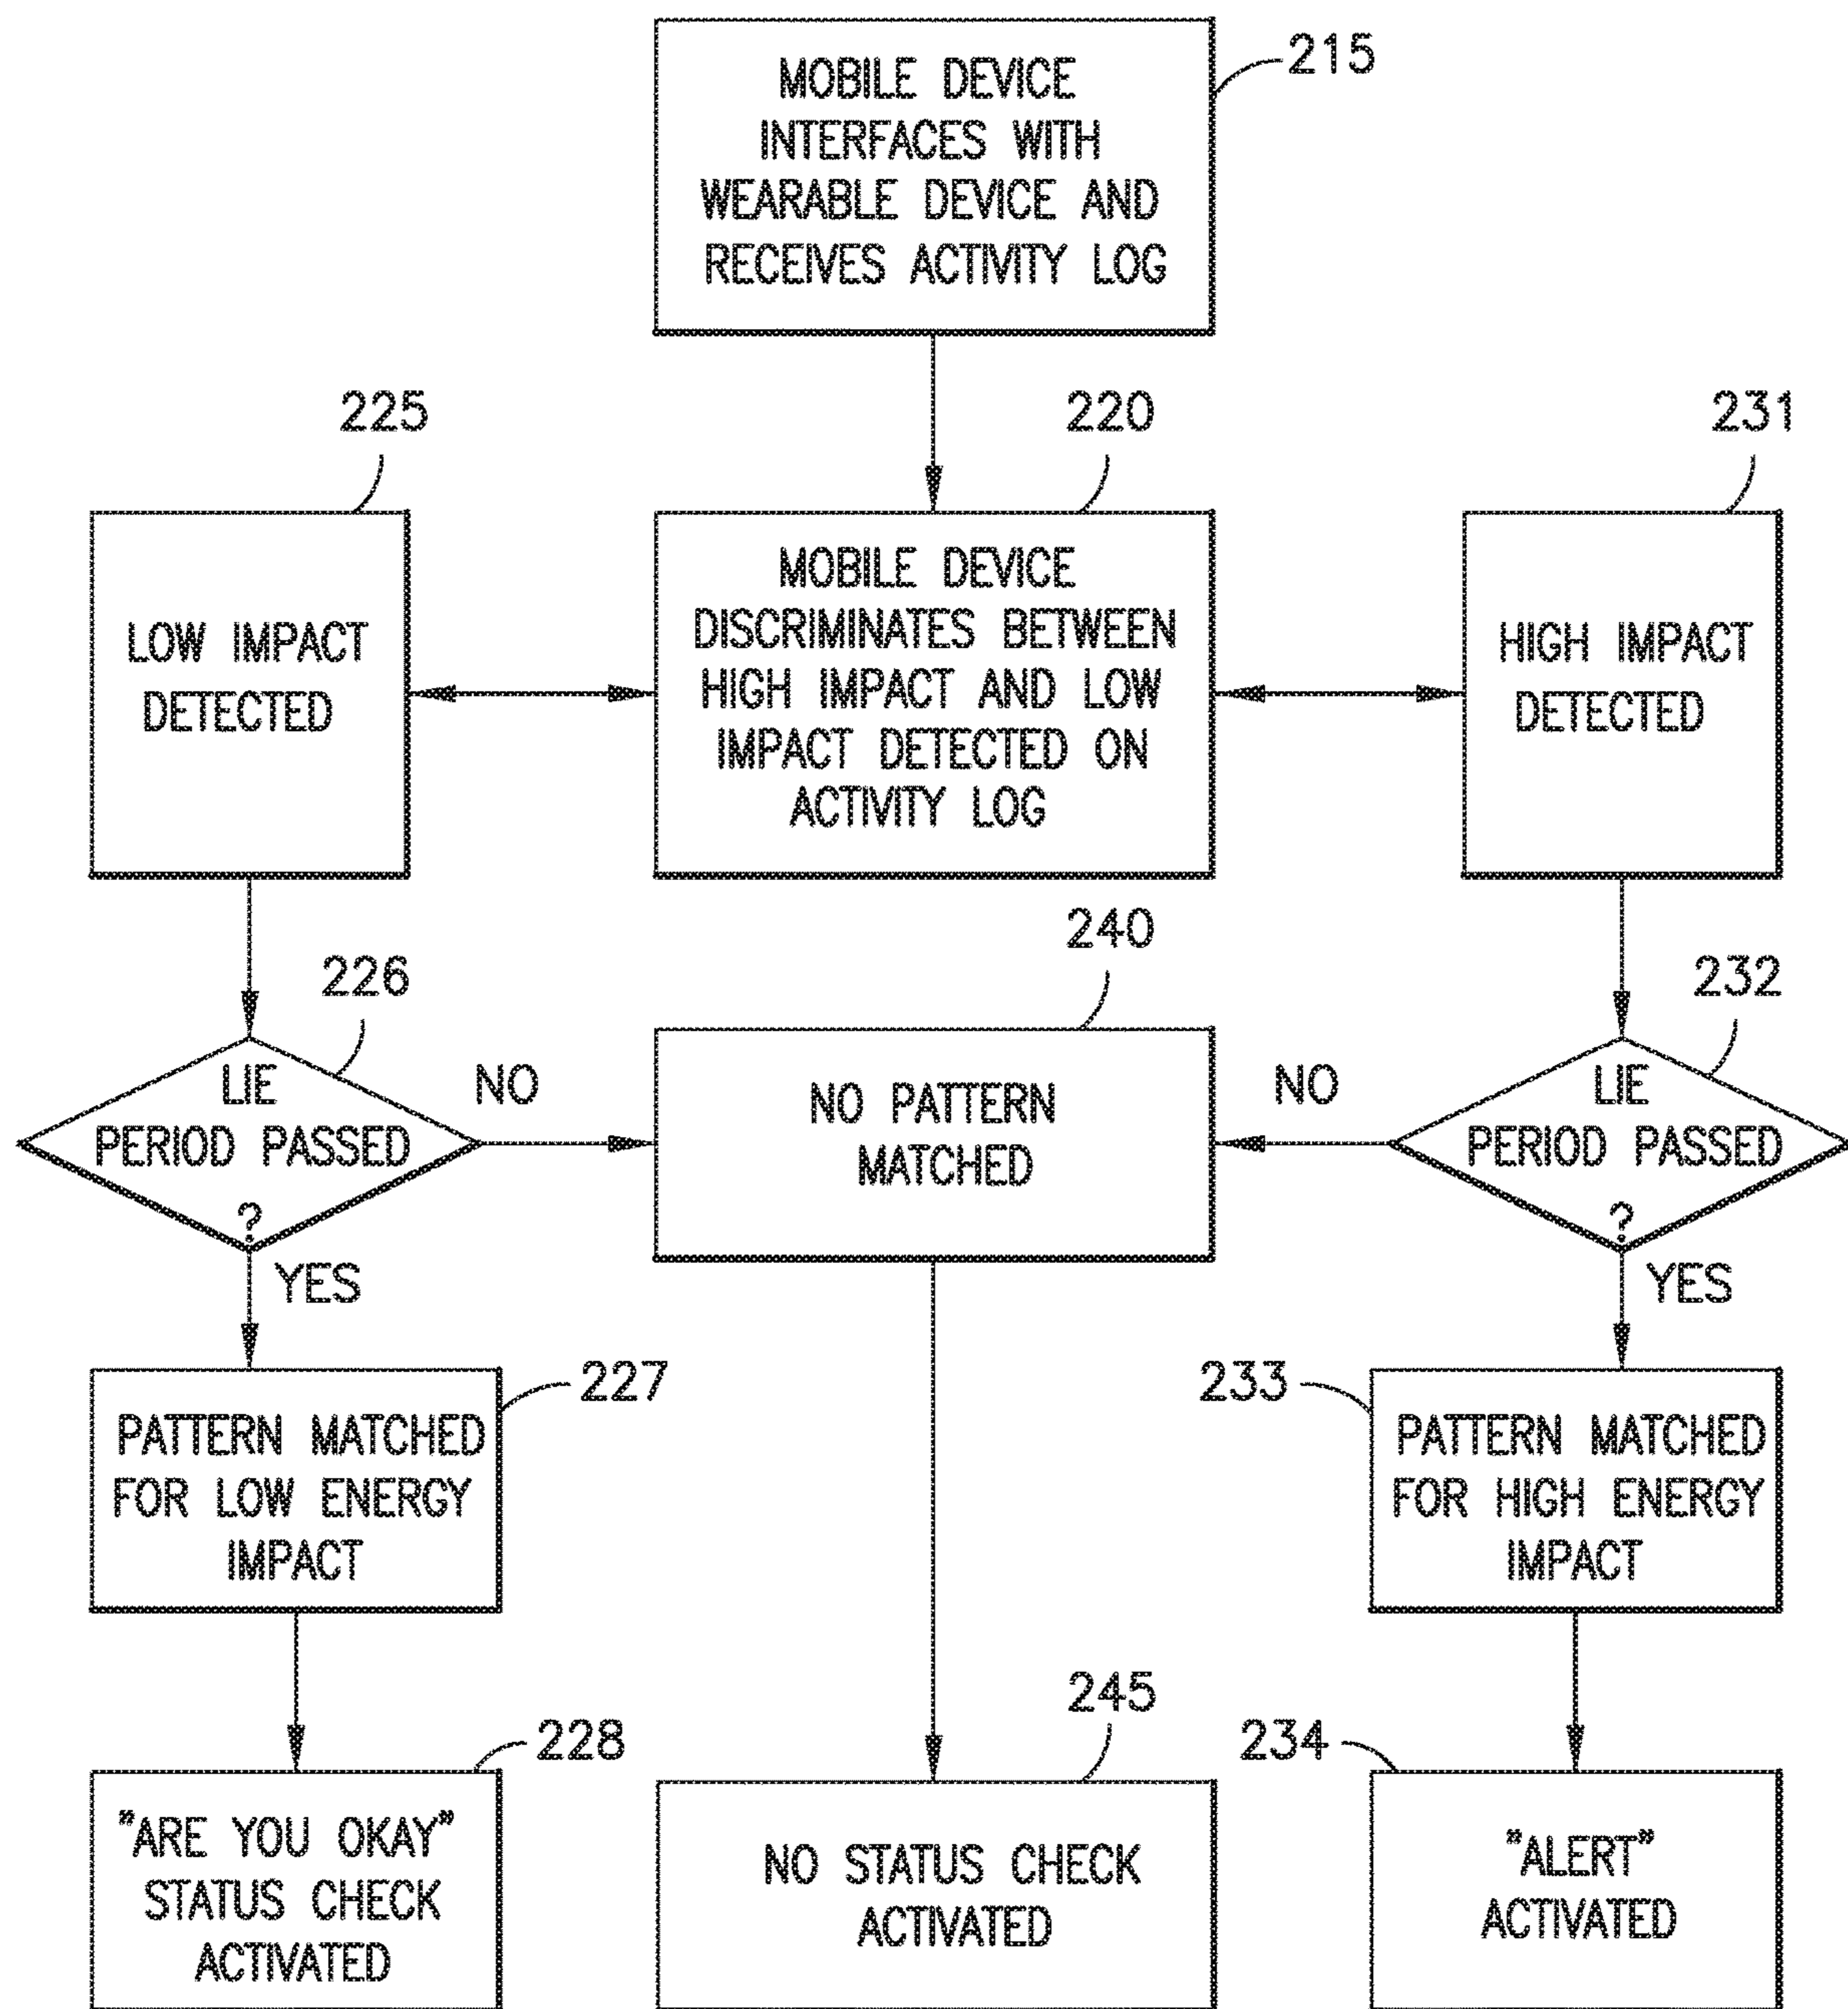 MOBILE DEVICE
INTERFACES WITH
WEARABLE DEVICE AND
RECEIVES ACTIVITY LOG
215
225
220
231
LOW IMPACT
DETECTED
MOBILE DEVICE
DISCRIMINATES BETWEEN
HIGH IMPACT AND LOW
IMPACT DETECTED ON
ACTIVITY LOG
HIGH IMPACT
DETECTED
226
240
232
LIE
PERIOD PASSED
?
NO
YES
NO PATTERN
MATCHED
NO
LIE
PERIOD PASSED
?
YES
227
PATTERN MATCHED
FOR LOW ENERGY
IMPACT
233
PATTERN MATCHED
FOR HIGH ENERGY
IMPACT
228
"ARE YOU OKAY"
STATUS CHECK
ACTIVATED
245
NO STATUS CHECK
ACTIVATED
234
"ALERT"
ACTIVATED